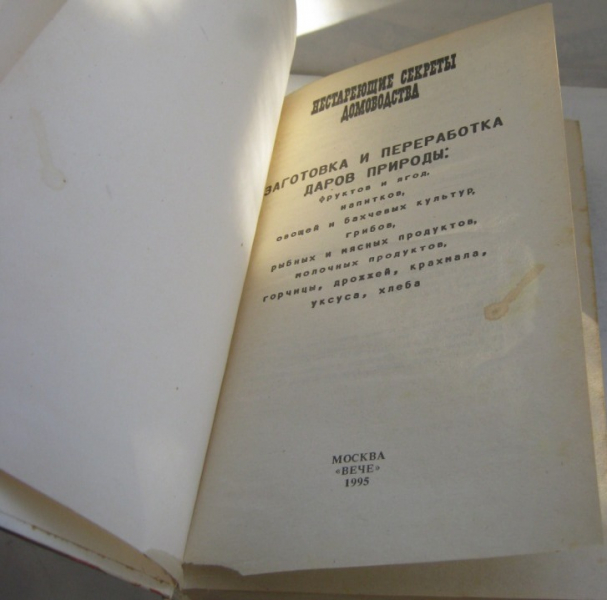 НЕСТАРЕЮЩИЕ СЕКРЕТЫ
ДОМОВОДСТВА
ЗАГОТОВКА И ПЕРЕРАБОТКА
ДАРОВ ПРИРОДЫ:
фруктов и ягод,
напитков,
овощей и бахчевых культур,
грибов,
рыбных и мясных продуктов,
молочных продуктов,
горчицы, дрожжей, крахмала,
уксуса, хлеба
МОСКВА
«ВЕЧЕ»
1995